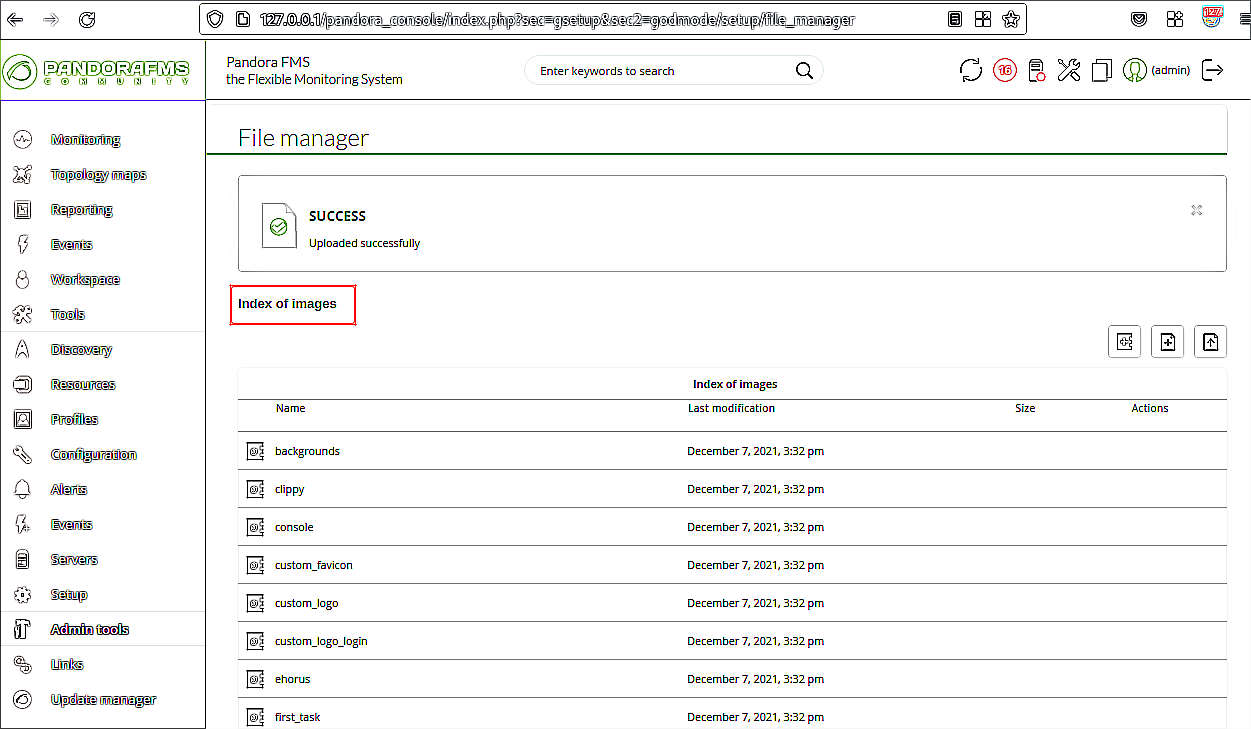 127.0.0.1/pandora_console/index.php?sec=gsetup&sec2=godmode/setup/file_manager
127%
PANDORAFMS
COMMUNITY
Pandora FMS
the Flexible Monitoring System
Enter keywords to search
16
(admin)
Monitoring
Topology maps
Reporting
Events
Workspace
Tools
Discovery
Resources
Profiles
Configuration
Alerts
Events
Servers
Setup
Admin tools
Links
Update manager
File manager
SUCCESS
Uploaded successfully
Index of images
Index of images
Name Last modification Size Actions
backgrounds December 7, 2021, 3:32 pm
clippy December 7, 2021, 3:32 pm
console December 7, 2021, 3:32 pm
custom_favicon December 7, 2021, 3:32 pm
custom_logo December 7, 2021, 3:32 pm
custom_logo_login December 7, 2021, 3:32 pm
ehorus December 7, 2021, 3:32 pm
first_task December 7, 2021, 3:32 pm